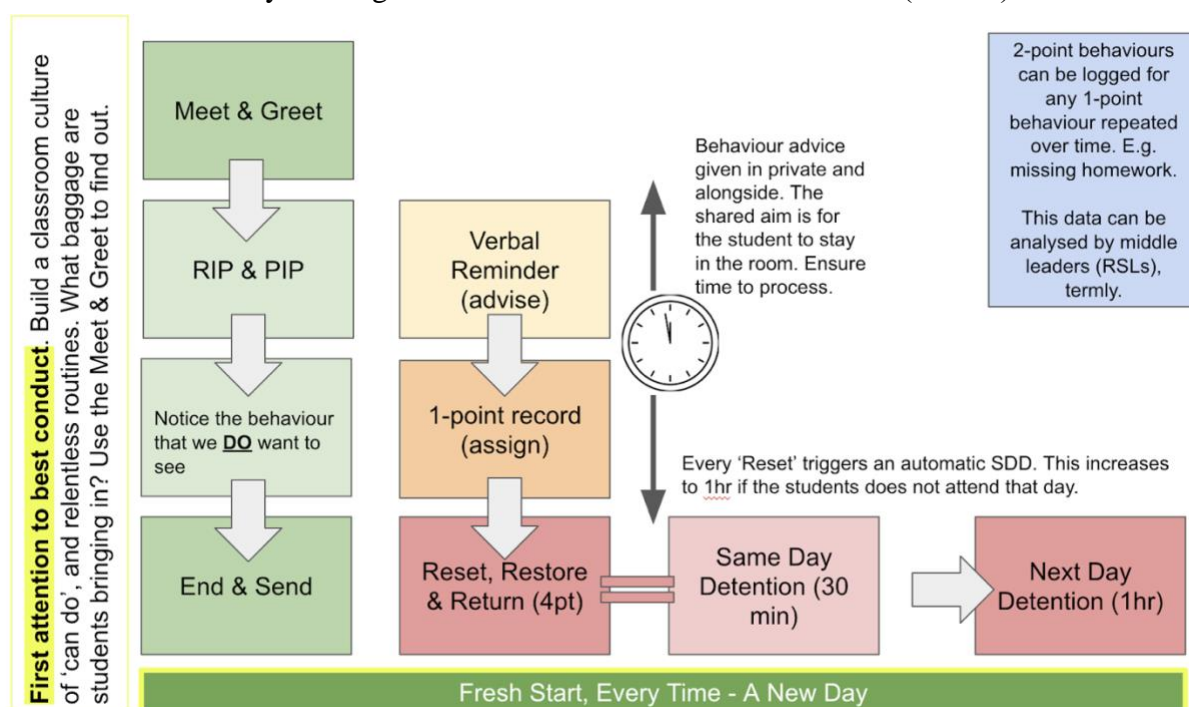 First attention to best conduct. Build a classroom culture
of ‘can do’, and relentless routines. What baggage are
students bringing in? Use the Meet & Greet to find out.
Meet & Greet
RIP & PIP
Notice the behaviour
that we DO want to
see
End & Send
Verbal
Reminder
(advise)
1-point record
(assign)
Reset, Restore
& Return (4pt)
Behaviour advice
given in private and
alongside. The
shared aim is for
the student to stay
in the room. Ensure
time to process.
Every ‘Reset’ triggers an automatic SDD. This increases
to 1hr if the students does not attend that day.
Same Day
Detention (30
min)
Next Day
Detention (1hr)
2-point behaviours
can be logged for
any 1-point
behaviour repeated
over time. E.g.
missing homework.
This data can be
analysed by middle
leaders (RSLs),
termly.
Fresh Start, Every Time - A New Day